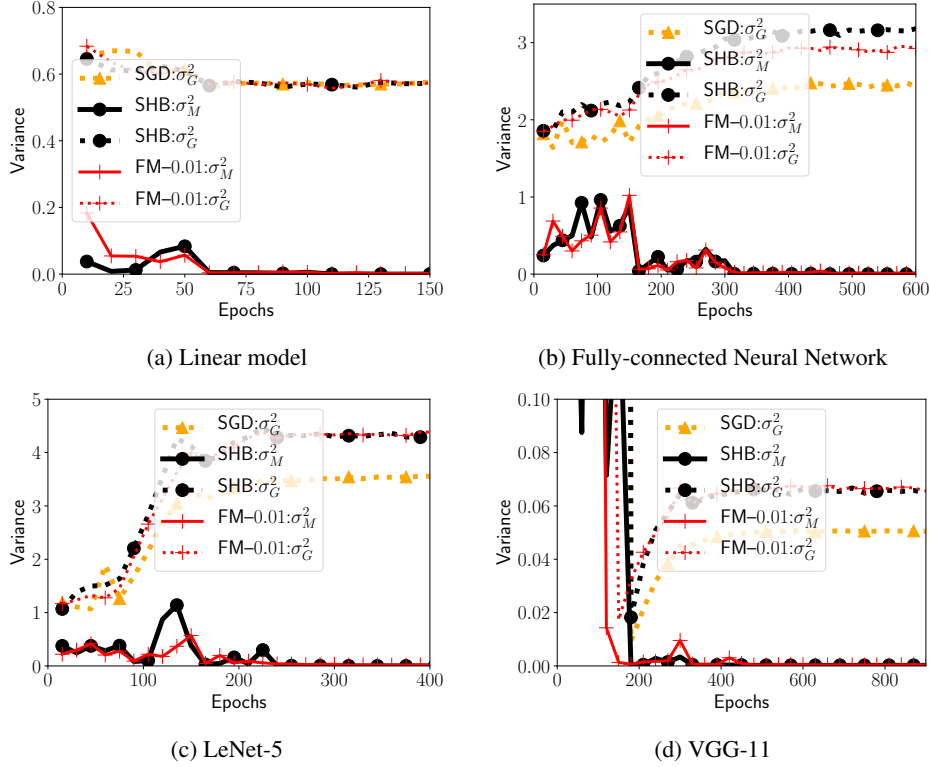 0.8
0.6
0.4
0.2
0.0
Variance
SGD:σ²_G
SHB:σ²_M
SHB:σ²_G
FM–0.01:σ²_M
FM–0.01:σ²_G
0 25 50 75 100 125 150
Epochs
(a) Linear model
3
2
1
0
Variance
SGD:σ²_G
SHB:σ²_M
SHB:σ²_G
FM–0.01:σ²_M
FM–0.01:σ²_G
0 100 200 300 400 500 600
Epochs
(b) Fully-connected Neural Network
5
4
3
2
1
0
Variance
SGD:σ²_G
SHB:σ²_M
SHB:σ²_G
FM–0.01:σ²_M
FM–0.01:σ²_G
0 100 200 300 400
Epochs
(c) LeNet-5
0.10
0.08
0.06
0.04
0.02
0.00
Variance
SGD:σ²_G
SHB:σ²_M
SHB:σ²_G
FM–0.01:σ²_M
FM–0.01:σ²_G
0 200 400 600 800
Epochs
(d) VGG-11